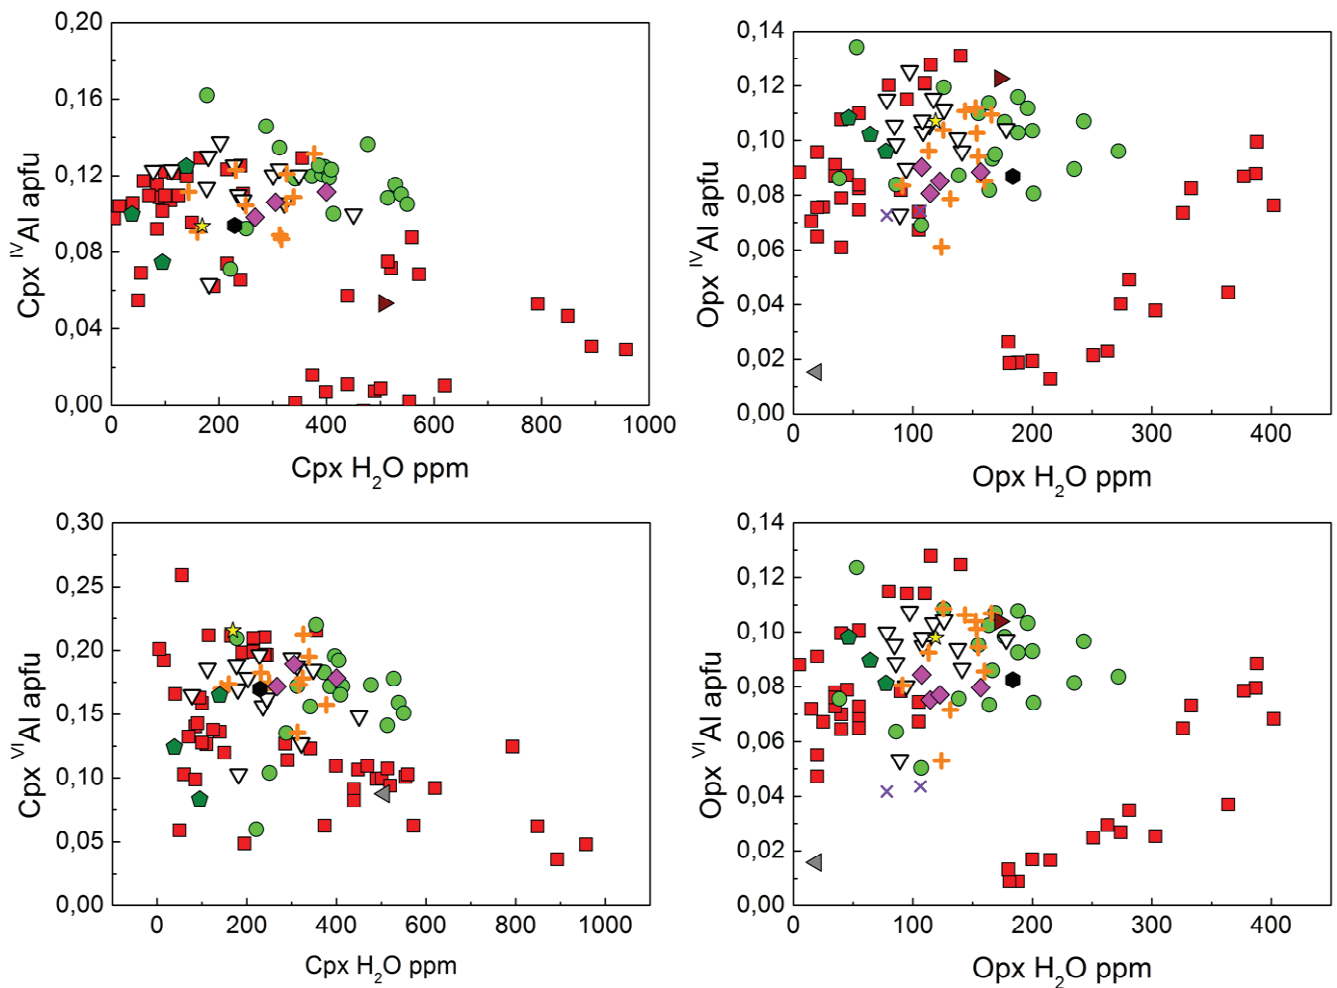 0,20
0,16
0,12
0,08
0,04
0,00
Cpx IVAl apfu
0 200 400 600 800 1000
Cpx H2O ppm
0,14
0,12
0,10
0,08
0,06
0,04
0,02
0,00
Opx IVAl apfu
0 100 200 300 400
Opx H2O ppm
0,30
0,25
0,20
0,15
0,10
0,05
0,00
Cpx VIAl apfu
0 200 400 600 800 1000
Cpx H2O ppm
0,14
0,12
0,10
0,08
0,06
0,04
0,02
0,00
Opx VIAl apfu
0 100 200 300 400
Opx H2O ppm